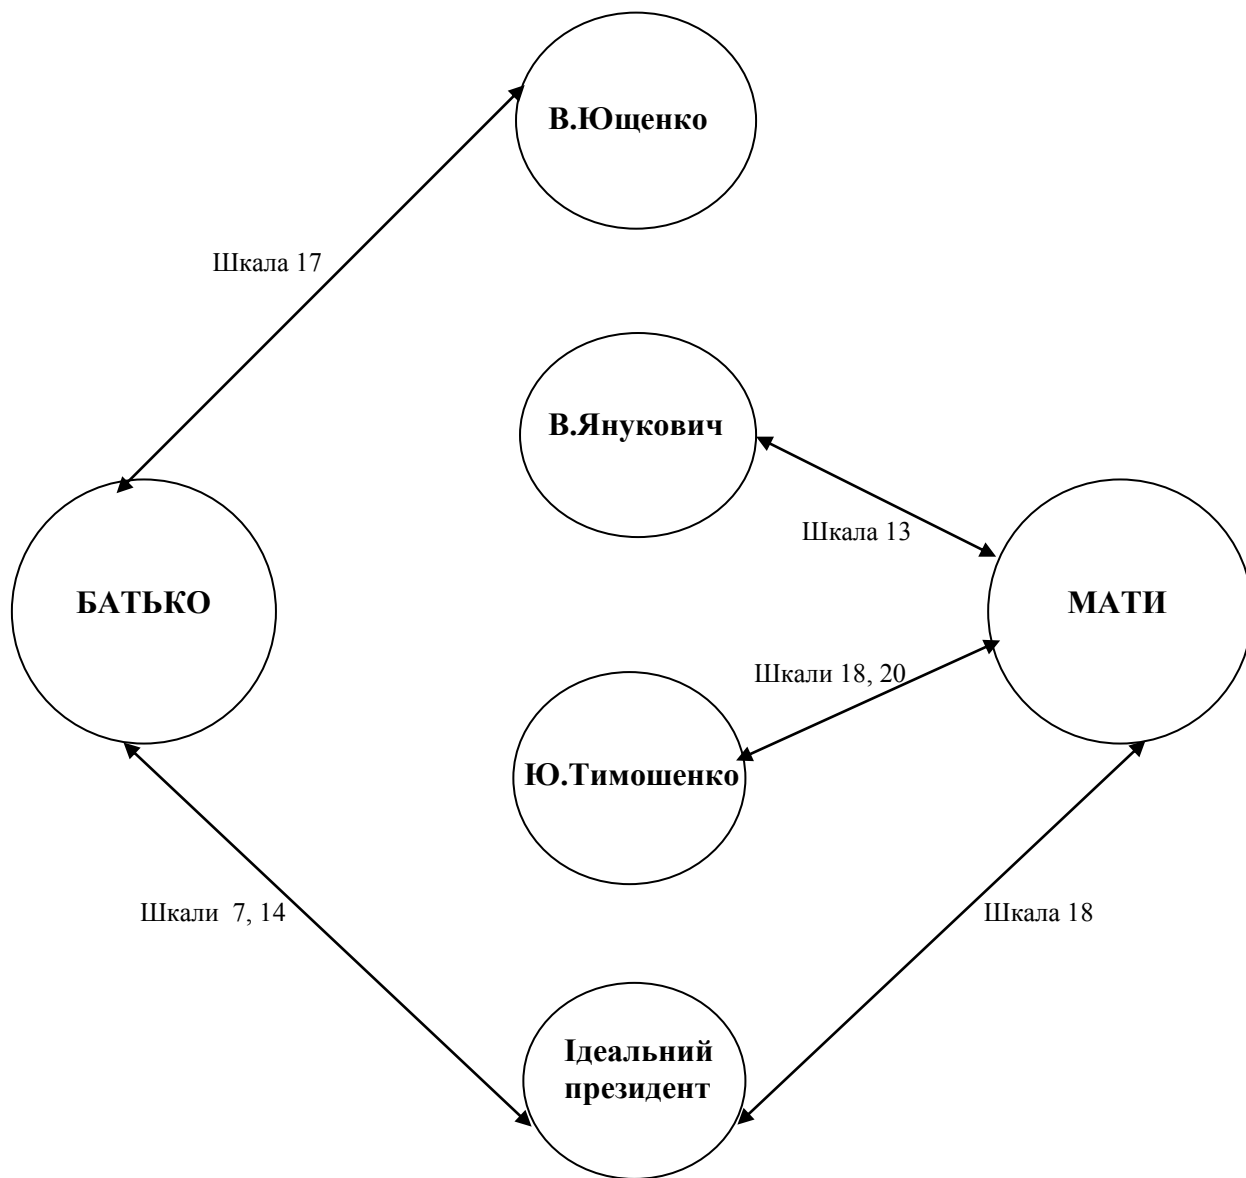 В.Ющенко
Шкала 17
В.Янукович
Шкала 13
БАТЬКО
МАТИ
Шкали 18, 20
Ю.Тимошенко
Шкали 7, 14
Шкала 18
Ідеальний
президент